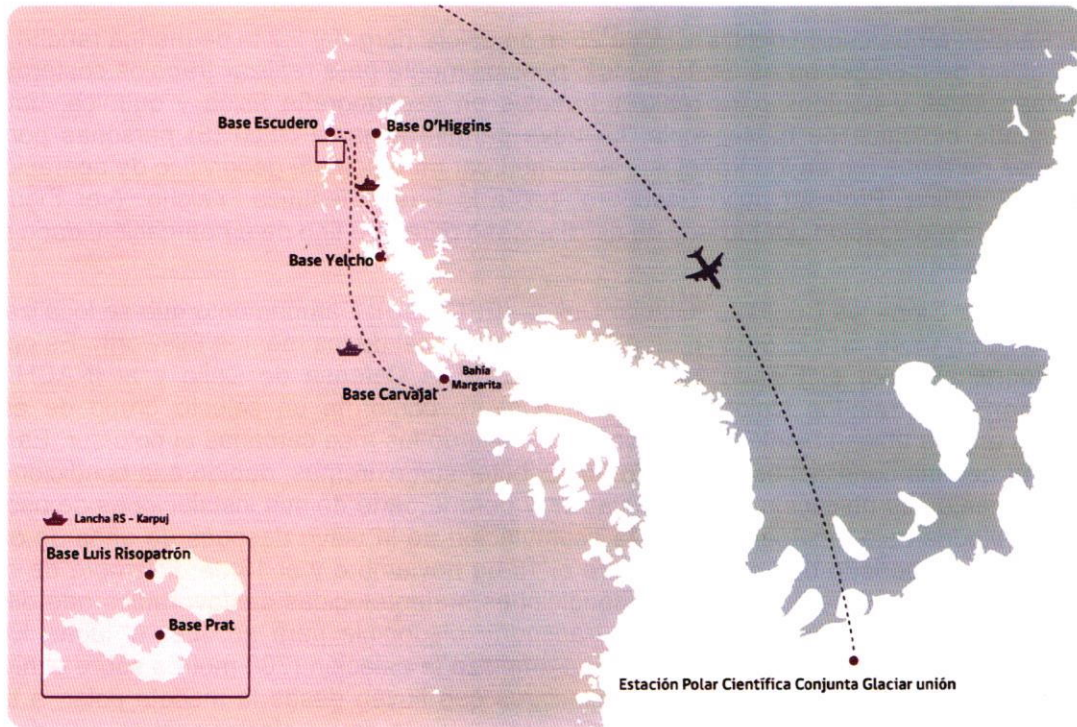 Base Escudero
Base O'Higgins
Base Yelcho
Bahía
Margarita
Base Carvajal
Lancha RS - Karpuj
Base Luis Risopatrón
Base Prat
Estación Polar Científica Conjunta Glaciar unión